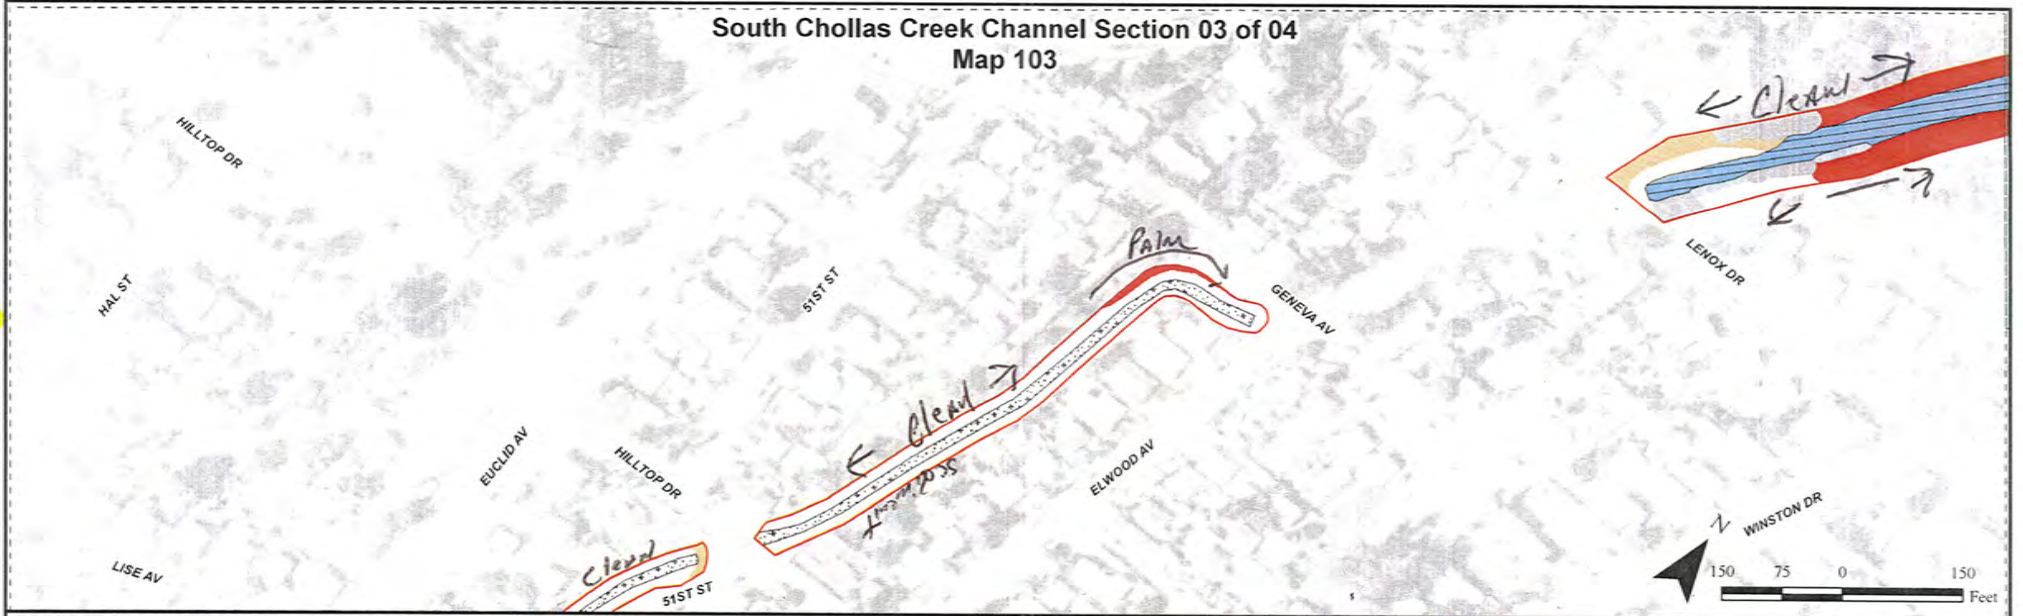 South Chollas Creek Channel Section 03 of 04
Map 103
Clean
HILLTOP DR
Palm
LENOX DR
HAL ST
51ST ST
GENEVA AV
Clean
EUCLID AV
HILLTOP DR
sediment
ELWOOD AV
N
WINSTON DR
Clean
LISE AV
51ST ST
150 75 0 150
Feet